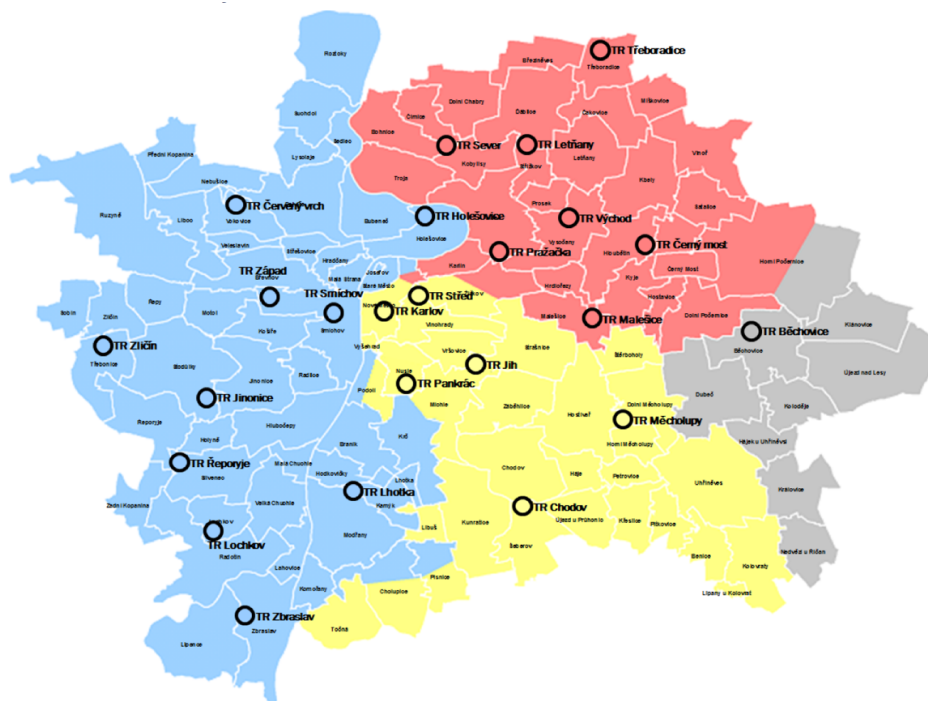 Roztoky
TR Třeboradice
Březiněves
Třeboradice
Suchdol
Dolní Chabry
Ďáblice
Čakovice
Miškovice
Čimice
Bohnice
Sedlec
TR Sever
TR Letňany
Přední Kopanina
Lysolaje
Kobylisy
Střížkov
Letňany
Vinoř
Nebušice
Troja
Kbely
TR Červený vrch
Prosek
Satalice
Ruzyně
Liboc
Vokovice
Bubeneč
TR Holešovice
TR Východ
Holešovice
Vysočany
TR Černý most
Veleslavín
Střešovice
Hradčany
TR Pražačka
Hloubětín
Horní Počernice
TR Západ
Břevnov
Malá Strana
Josefov
Karlín
Kyje
Černý Most
Staré Město
Hrdlořezy
Hostavice
TR Smíchov
TR Střed
Řepy
Sobín
Zličín
Motol
TR Karlov
Malešice
TR Malešice
Dolní Počernice
Košíře
Smíchov
Vinohrady
TR Běchovice
Klánovice
TR Zličín
Vyšehrad
Vršovice
Strašnice
Štěrboholy
Běchovice
Třebonice
Stodůlky
Radlice
Podolí
TR Jih
Újezd nad Lesy
Jinonice
Nusle
TR Pankrác
TR Jinonice
Michle
Záběhlice
Dubeč
Dolní Měcholupy
Koloděje
Hostivař
TR Měcholupy
Řeporyje
Hlubočepy
Holyně
Braník
Krč
Horní Měcholupy
Hájek u Uhříněvsi
TR Řeporyje
Malá Chuchle
Hodkovičky
Chodov
Háje
Petrovice
Slivenec
Lhotka
Uhříněves
Královice
Zadní Kopanina
Velká Chuchle
TR Lhotka
Kamýk
TR Chodov
Libuš
Kunratice
Újezd u Průhonic
Křeslice
Pitkovice
TR Lochkov
Modřany
Šeberov
Radotín
Nedvězí u Říčan
Benice
Lahovice
Kolovraty
Písnice
Komořany
Cholupice
Lipany u Kolovrat
TR Zbraslav
Točná
Zbraslav
Lipence